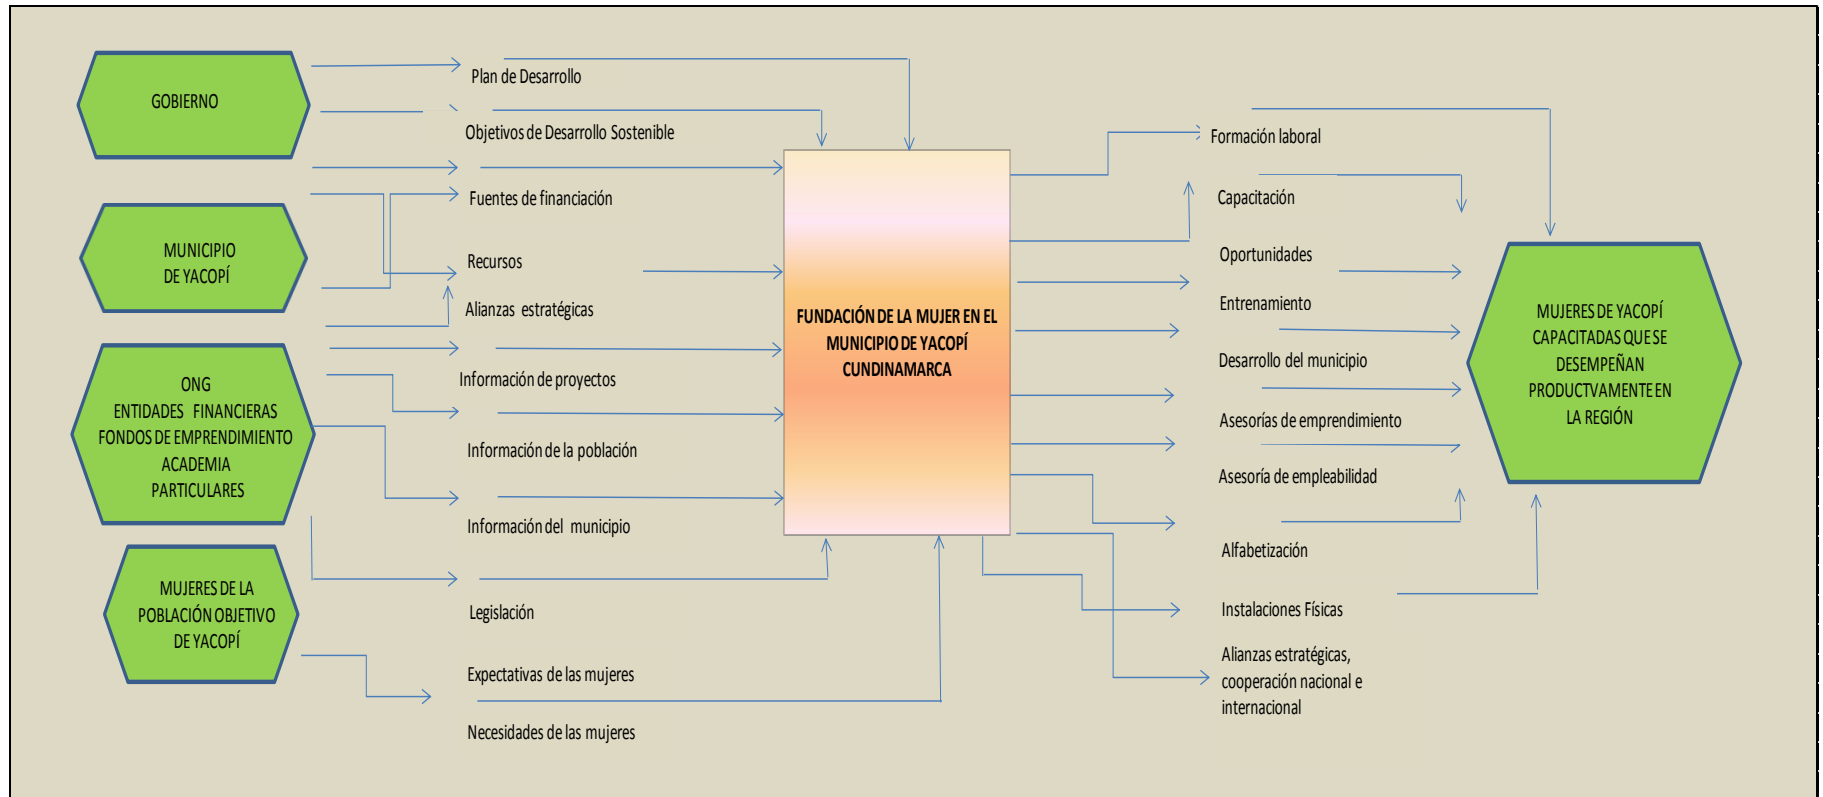 GOBIERNO
MUNICIPIO
DE YACOPÍ
ONG
ENTIDADES FINANCIERAS
FONDOS DE EMPRENDIMIENTO
ACADEMIA
PARTICULARES
MUJERES DE LA
POBLACIÓN OBJETIVO
DE YACOPÍ
Plan de Desarrollo
Objetivos de Desarrollo Sostenible
Fuentes de financiación
Recursos
Alianzas estratégicas
Información de proyectos
Información de la población
Información del municipio
Legislación
Expectativas de las mujeres
Necesidades de las mujeres
FUNDACIÓN DE LA MUJER EN EL
MUNICIPIO DE YACOPÍ
CUNDINAMARCA
Formación laboral
Capacitación
Oportunidades
Entrenamiento
Desarrollo del municipio
Asesorías de emprendimiento
Asesoría de empleabilidad
Alfabetización
Instalaciones Físicas
Alianzas estratégicas,
cooperación nacional e
internacional
MUJERES DE YACOPÍ
CAPACITADAS QUE SE
DESEMPEÑAN
PRODUCTVAMENTE EN
LA REGIÓN